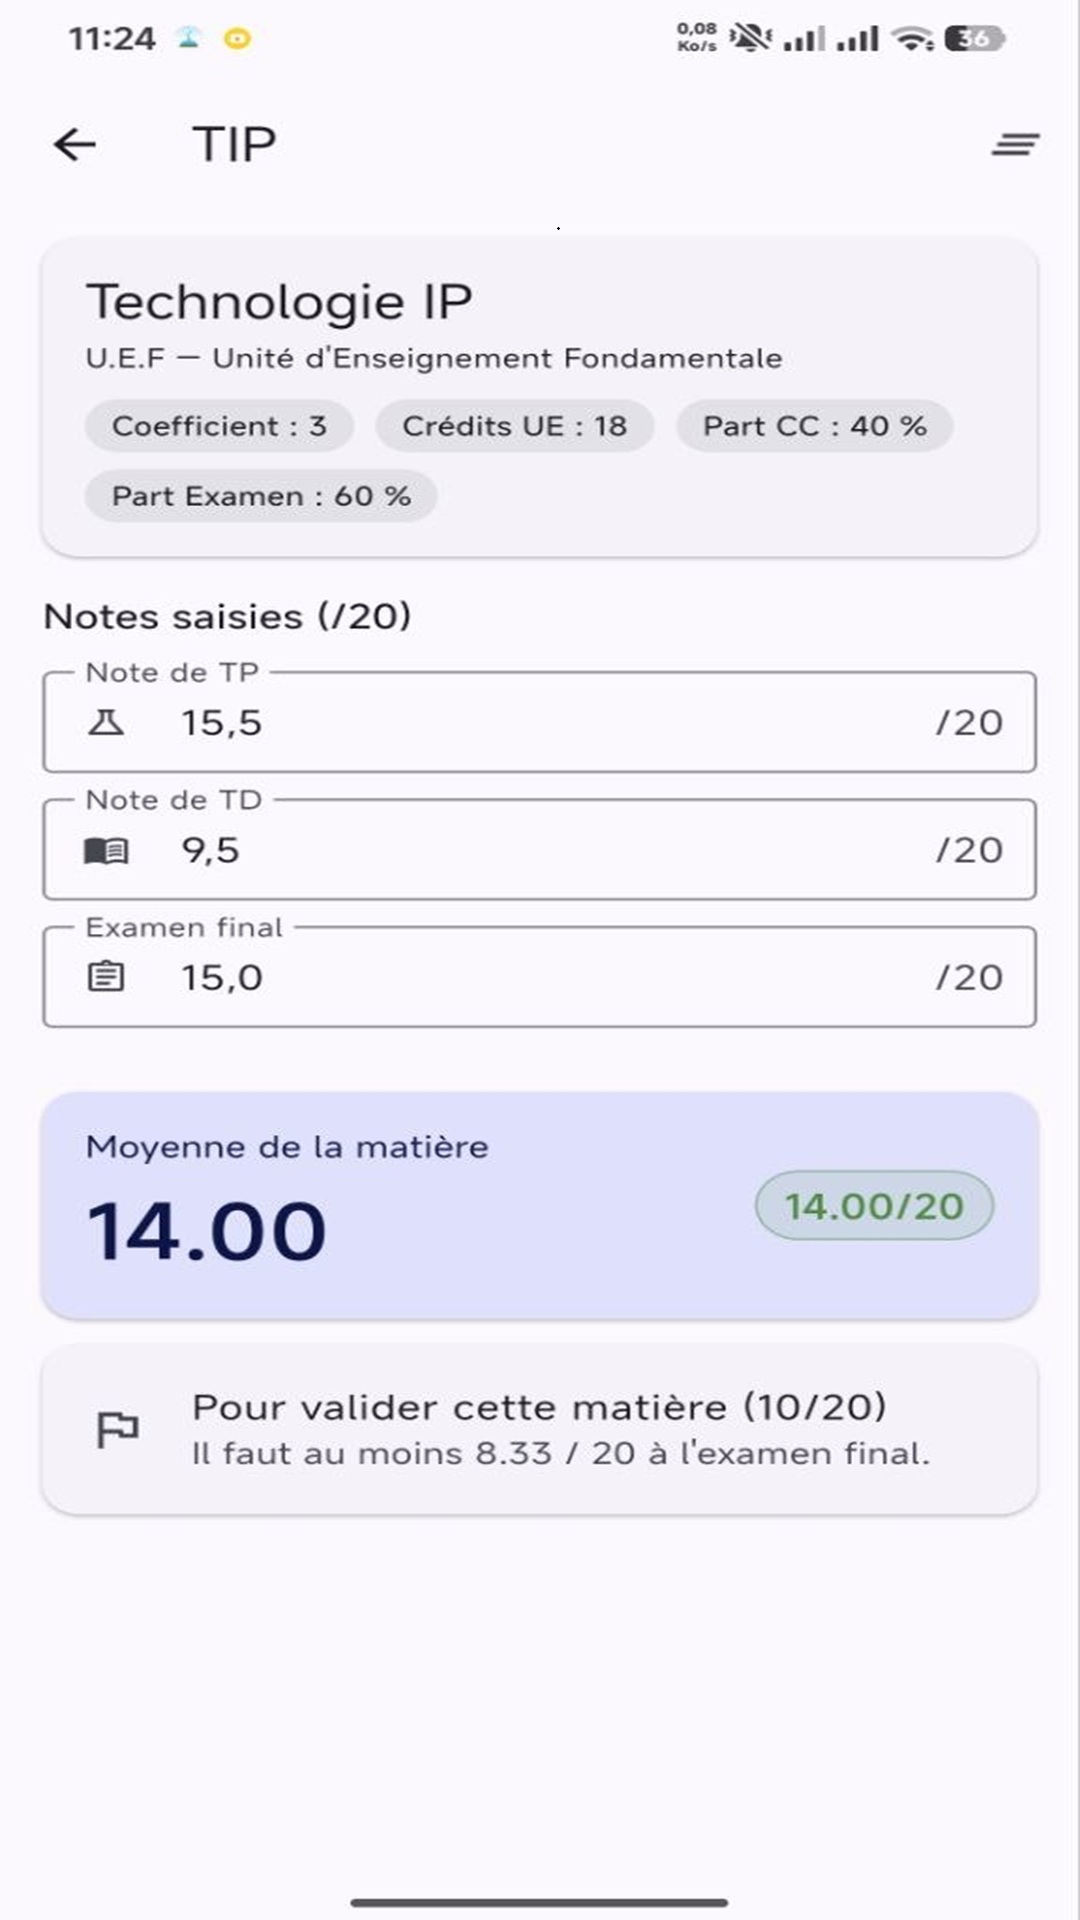 11:24
0,08
Ko/s
36
TIP
Technologie IP
U.E.F — Unité d'Enseignement Fondamentale
Coefficient : 3
Crédits UE : 18
Part CC : 40 %
Part Examen : 60 %
Notes saisies (/20)
Note de TP
15,5 /20
Note de TD
9,5 /20
Examen final
15,0 /20
Moyenne de la matière
14.00
14.00/20
Pour valider cette matière (10/20)
Il faut au moins 8.33 / 20 à l'examen final.